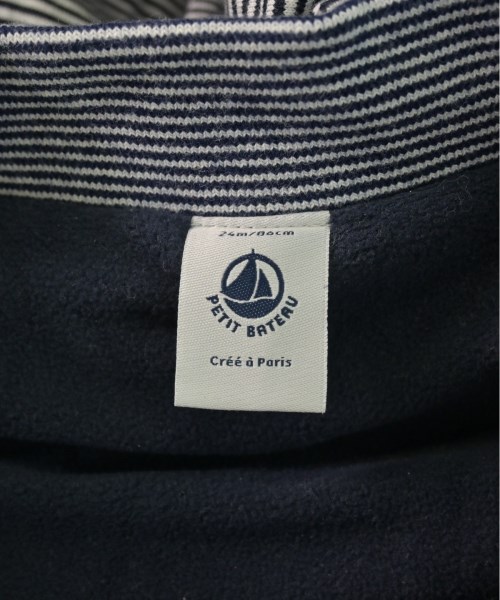 24m/86cm
PETIT BATEAU
Créé à Paris